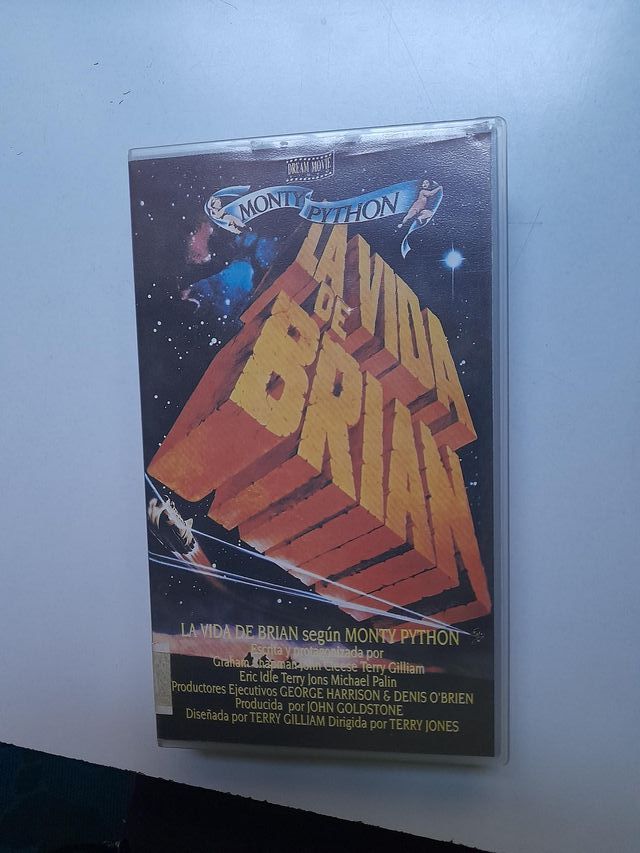 DREAM MOVIE
MONTY PYTHON
LA VIDA
DE
BRIAN
LA VIDA DE BRIAN según MONTY PYTHON
Escrita y protagonizada por
Graham Chapman John Cleese Terry Gilliam
Eric Idle Terry Jons Michael Palin
Productores Ejecutivos GEORGE HARRISON & DENIS O'BRIEN
Producida por JOHN GOLDSTONE
Diseñada por TERRY GILLIAM Dirigida por TERRY JONES